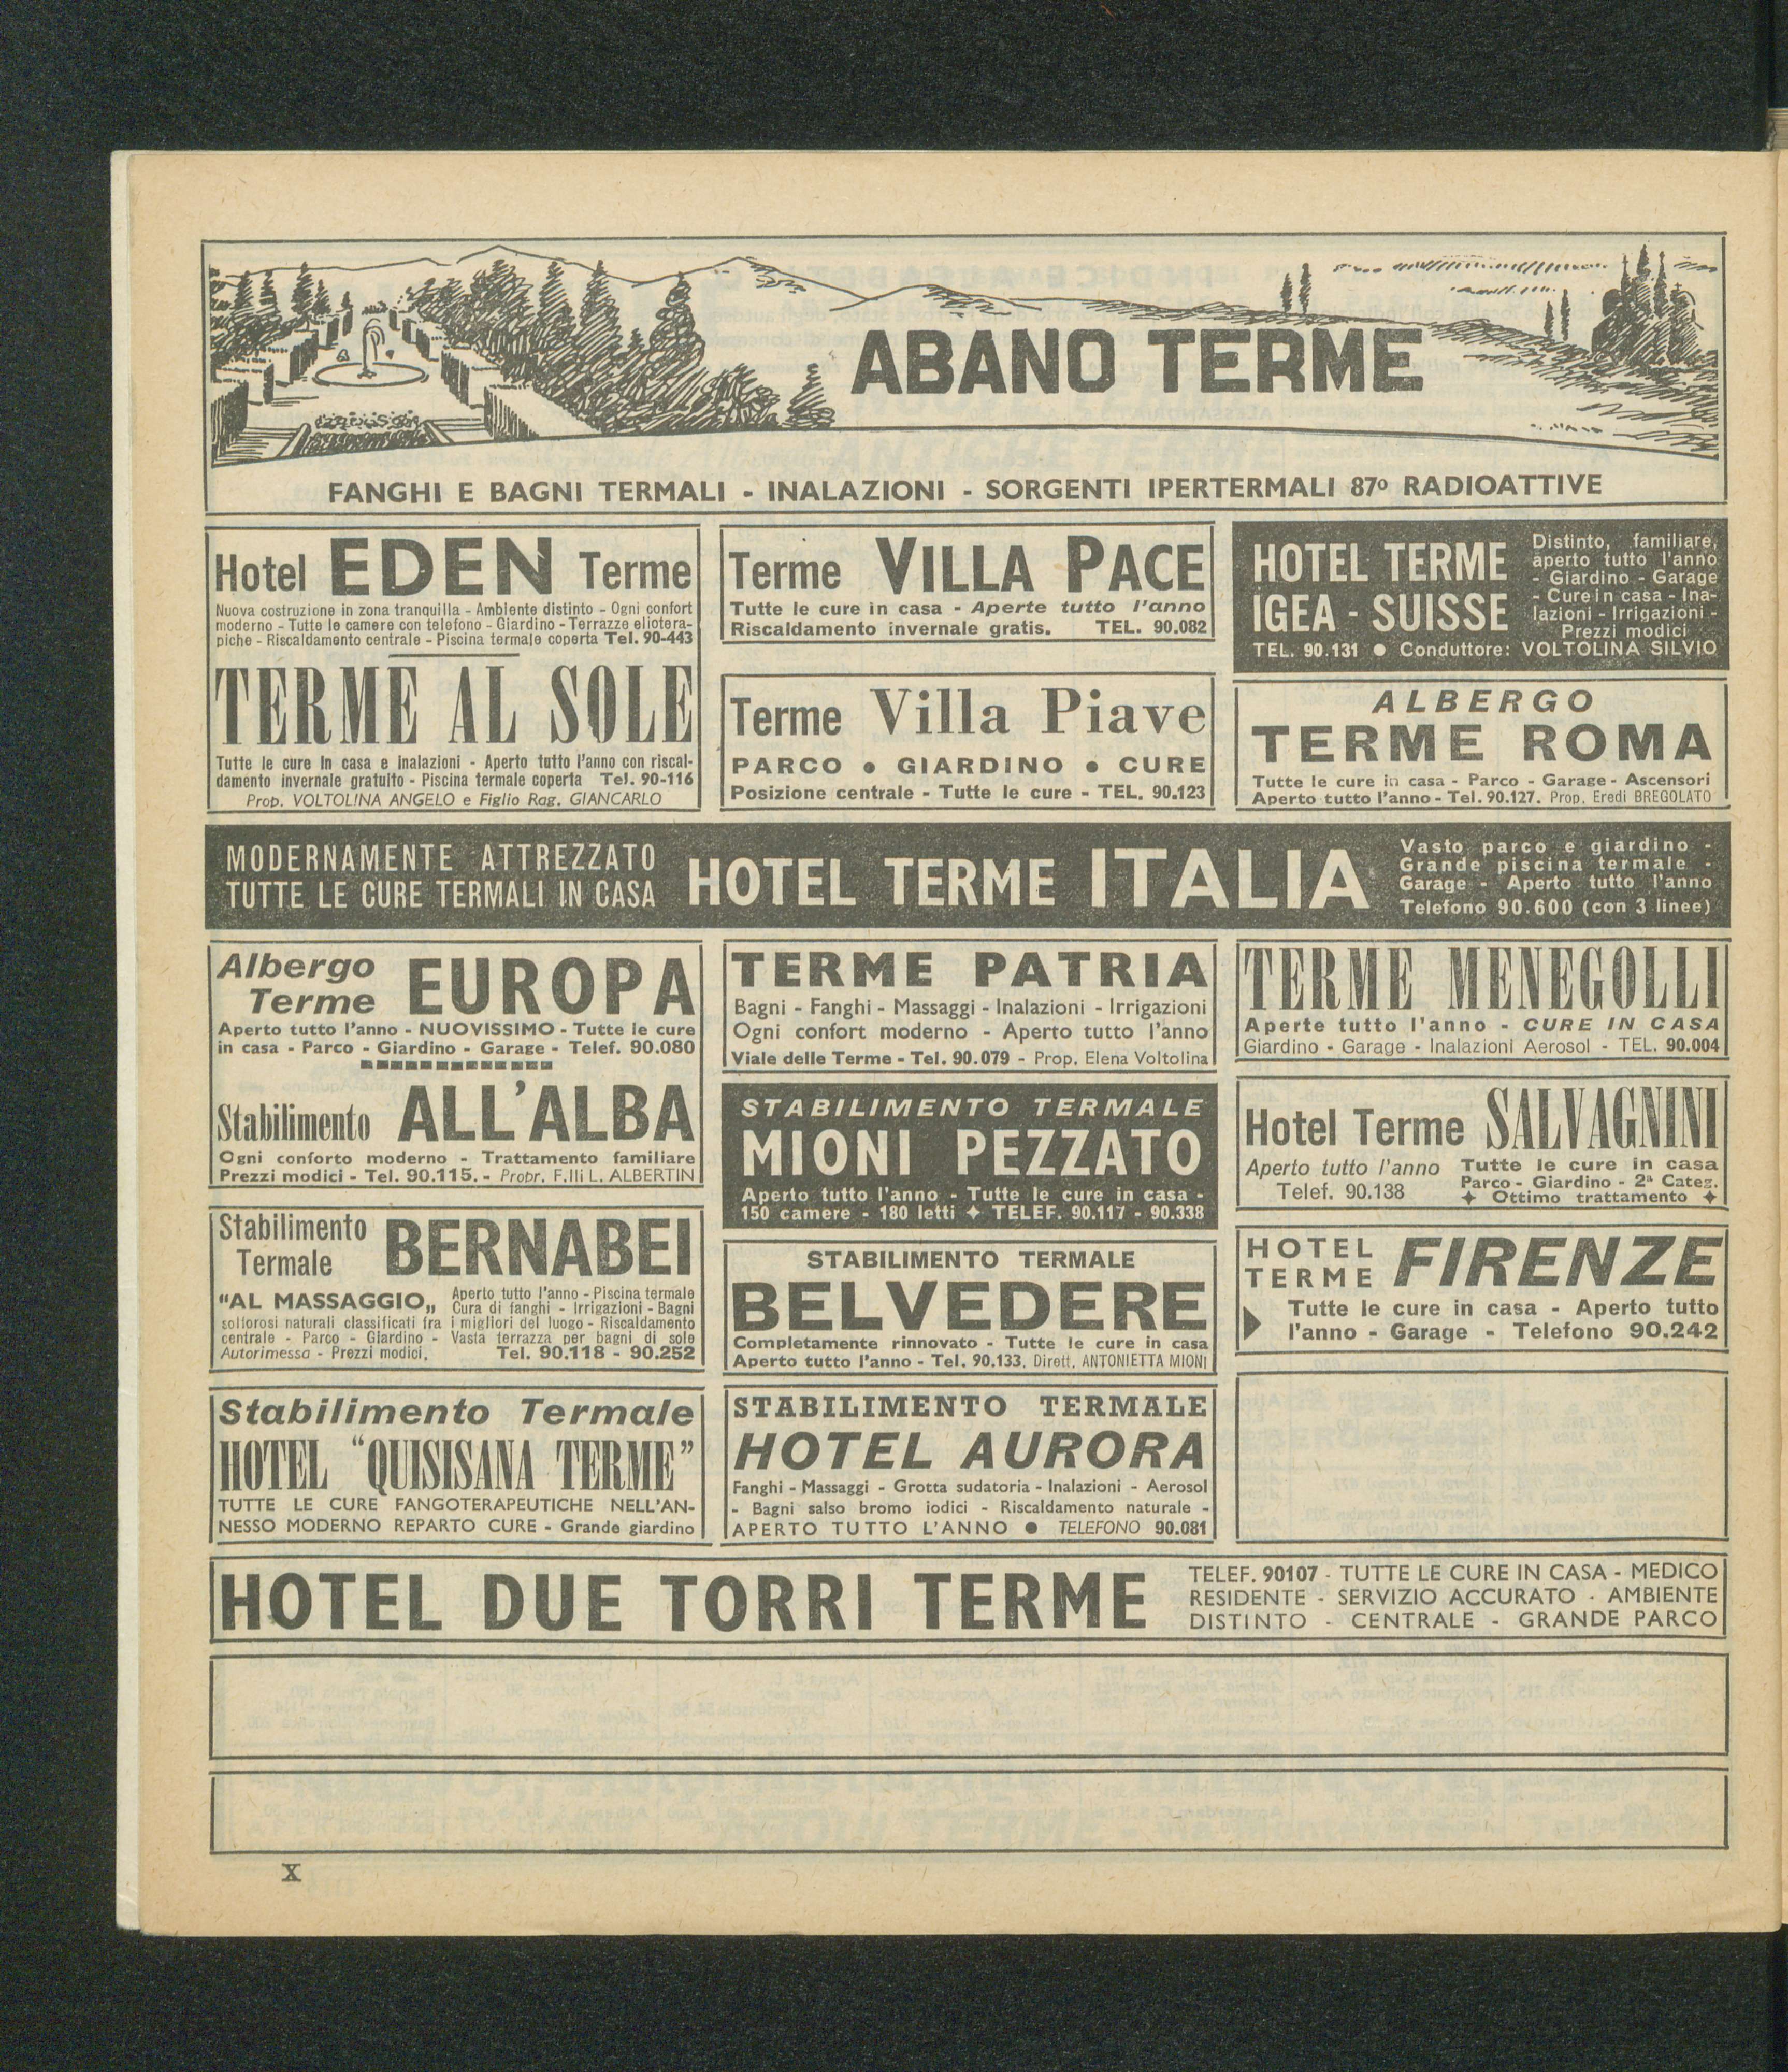 ABANO TERME
FANGHI E BAGNI TERMALI - INALAZIONI - SORGENTI IPERTERMALI 87º RADIOATTIVE
Hotel EDEN Terme
Nuova costruzione in zona tranquilla - Ambiente distinto - Ogni confort
moderno - Tutte le camere con telefono - Giardino - Terrazze eliotera-
piche - Riscaldamento centrale - Piscina termale coperta Tel. 90-443
TERME AL SOLE
Tutte le cure in casa e inalazioni - Aperto tutto l'anno con riscal-
damento invernale gratuito - Piscina termale coperta Tel. 90-116
Prop. VOLTOLINA ANGELO e Figlio Rag. GIANCARLO
Terme VILLA PACE
Tutte le cure in casa - Aperte tutto l'anno
Riscaldamento invernale gratis. TEL. 90.082
Terme Villa Piave
PARCO ● GIARDINO ● CURE
Posizione centrale - Tutte le cure - TEL. 90.123
HOTEL TERME
IGEA - SUISSE
Distinto, familiare,
aperto tutto l'anno
- Giardino - Garage
- Cure in casa - Ina-
lazioni - Irrigazioni -
Prezzi modici
TEL. 90.131 ● Conduttore: VOLTOLINA SILVIO
ALBERGO
TERME ROMA
Tutte le cure in casa - Parco - Garage - Ascensori
Aperto tutto l'anno - Tel. 90.127. Prop. Eredi BREGOLATO
MODERNAMENTE ATTREZZATO
TUTTE LE CURE TERMALI IN CASA
HOTEL TERME ITALIA
Vasto parco e giardino -
Grande piscina termale -
Garage - Aperto tutto l'anno
Telefono 90.600 (con 3 linee)
Albergo
Terme EUROPA
Aperto tutto l'anno - NUOVISSIMO - Tutte le cure
in casa - Parco - Giardino - Garage - Telef. 90.080
Stabilimento ALL'ALBA
Ogni conforto moderno - Trattamento familiare
Prezzi modici - Tel. 90.115. - Propr. F.lli L. ALBERTIN
Stabilimento
Termale BERNABEI
"AL MASSAGGIO„ Aperto tutto l'anno - Piscina termale
Cura di fanghi - Irrigazioni - Bagni
solforosi naturali classificati fra i migliori del luogo - Riscaldamento
centrale - Parco - Giardino - Vasta terrazza per bagni di sole
Autorimessa - Prezzi modici. Tel. 90.118 - 90.252
Stabilimento Termale
HOTEL "QUISISANA TERME"
TUTTE LE CURE FANGOTERAPEUTICHE NELL'AN-
NESSO MODERNO REPARTO CURE - Grande giardino
TERME PATRIA
Bagni - Fanghi - Massaggi - Inalazioni - Irrigazioni
Ogni confort moderno - Aperto tutto l'anno
Viale delle Terme - Tel. 90.079 - Prop. Elena Voltolina
STABILIMENTO TERMALE
MIONI PEZZATO
Aperto tutto l'anno - Tutte le cure in casa -
150 camere - 180 letti ✦ TELEF. 90.117 - 90.338
STABILIMENTO TERMALE
BELVEDERE
Completamente rinnovato - Tutte le cure in casa
Aperto tutto l'anno - Tel. 90.133. Dirett. ANTONIETTA MIONI
STABILIMENTO TERMALE
HOTEL AURORA
Fanghi - Massaggi - Grotta sudatoria - Inalazioni - Aerosol
- Bagni salso bromo iodici - Riscaldamento naturale -
APERTO TUTTO L'ANNO ● TELEFONO 90.081
TERME MENEGOLLI
Aperte tutto l'anno - CURE IN CASA
Giardino - Garage - Inalazioni Aerosol - TEL. 90.004
Hotel Terme SALVAGNINI
Aperto tutto l'anno
Telef. 90.138
Tutte le cure in casa
Parco - Giardino - 2ª Categ.
✦ Ottimo trattamento ✦
HOTEL
TERME FIRENZE
Tutte le cure in casa - Aperto tutto
l'anno - Garage - Telefono 90.242
HOTEL DUE TORRI TERME
TELEF. 90107 - TUTTE LE CURE IN CASA - MEDICO
RESIDENTE - SERVIZIO ACCURATO - AMBIENTE
DISTINTO - CENTRALE - GRANDE PARCO
X